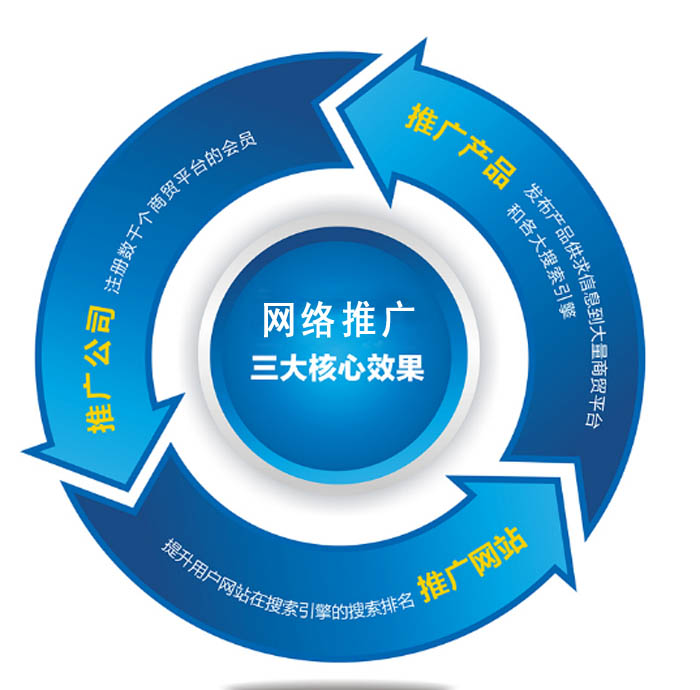 网络推广
三大核心效果
推广产品
发布产品供求信息到大量商贸平台
和各大搜索引擎
推广公司
注册数千个商贸平台的会员
提升用户网站在搜索引擎的搜索排名
推广网站